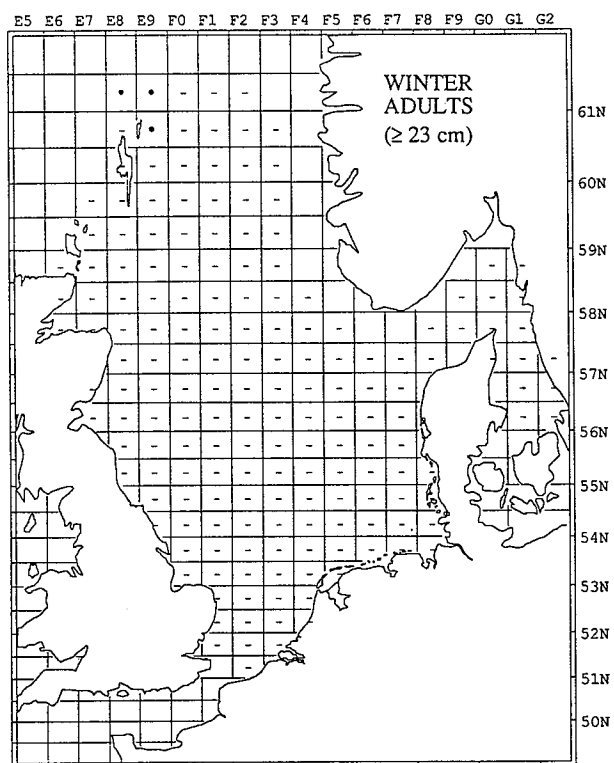 E5 E6 E7 E8 E9 F0 F1 F2 F3 F4 F5 F6 F7 F8 F9 G0 G1 G2
WINTER
ADULTS
(≥ 23 cm)
61N
60N
59N
58N
57N
56N
55N
54N
53N
52N
51N
50N